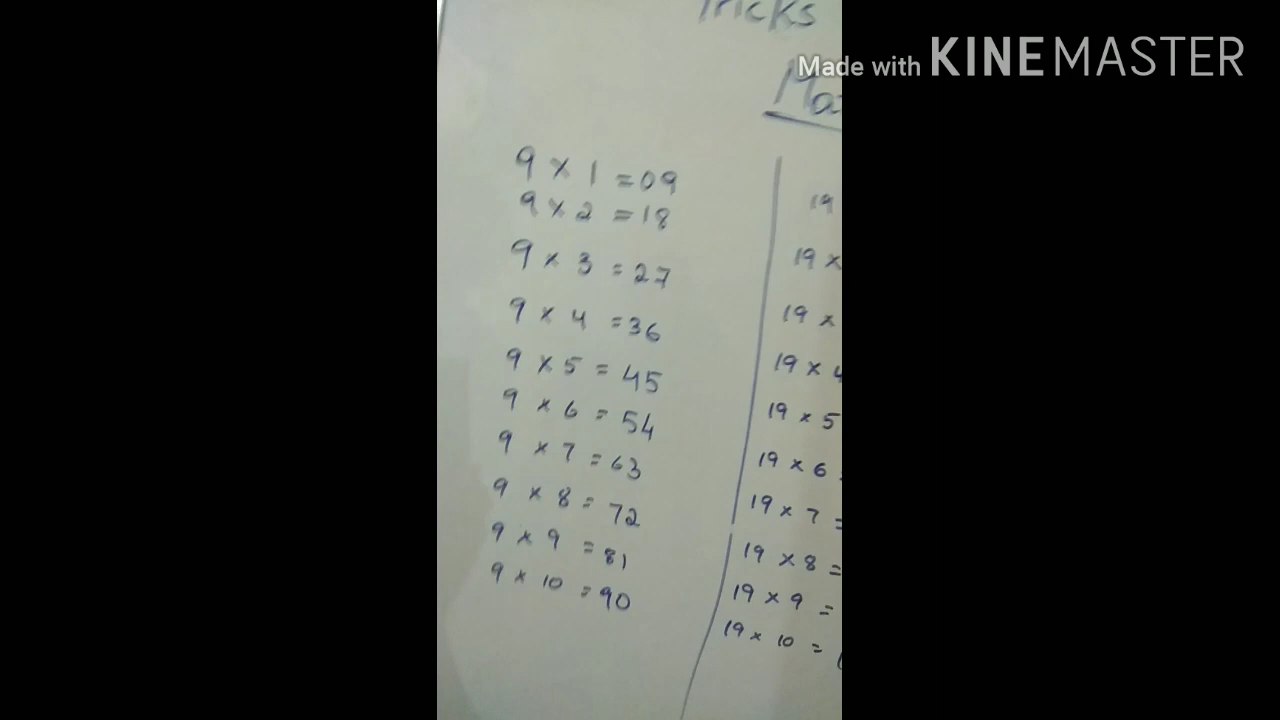 Tricks
Made with KINEMASTER
9 × 1 = 09
9 × 2 = 18
9 × 3 = 27
9 × 4 = 36
9 × 5 = 45
9 × 6 = 54
9 × 7 = 63
9 × 8 = 72
9 × 9 = 81
9 × 10 = 90
19
19 ×
19 ×
19 × 4
19 × 5
19 × 6 =
19 × 7 =
19 × 8 =
19 × 9 =
19 × 10 =